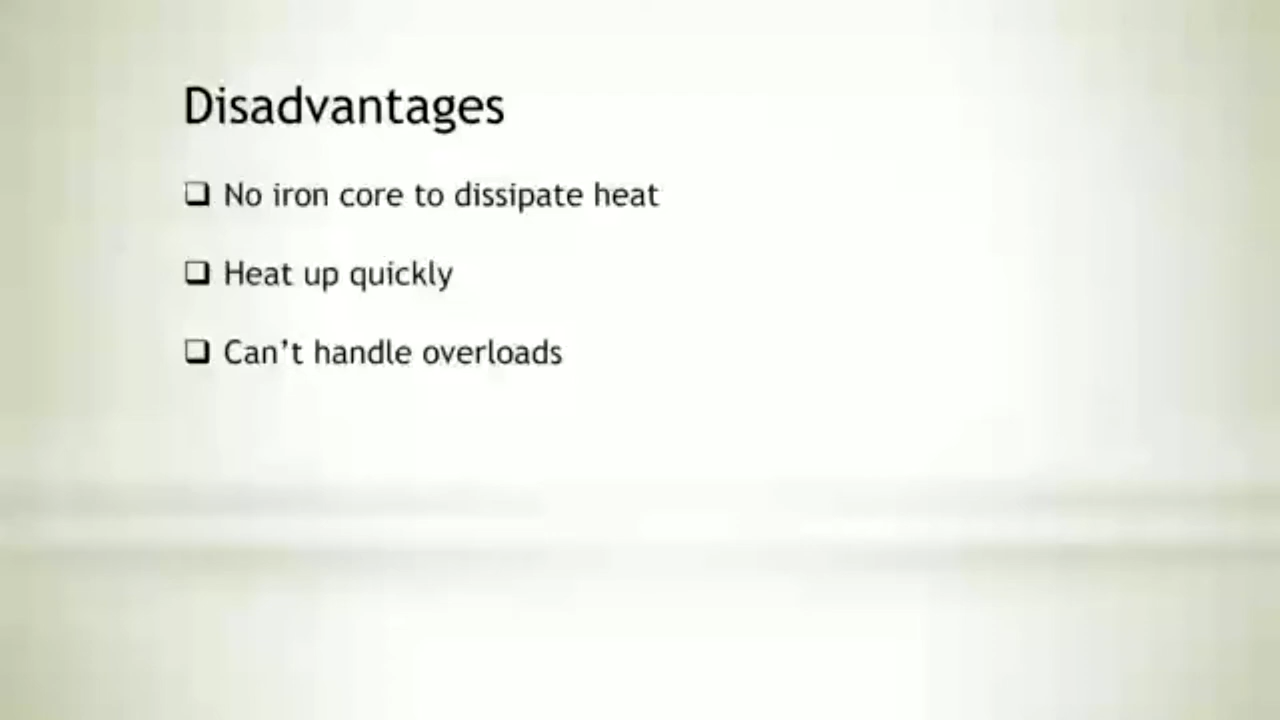 Disadvantages
❑ No iron core to dissipate heat
❑ Heat up quickly
❑ Can’t handle overloads